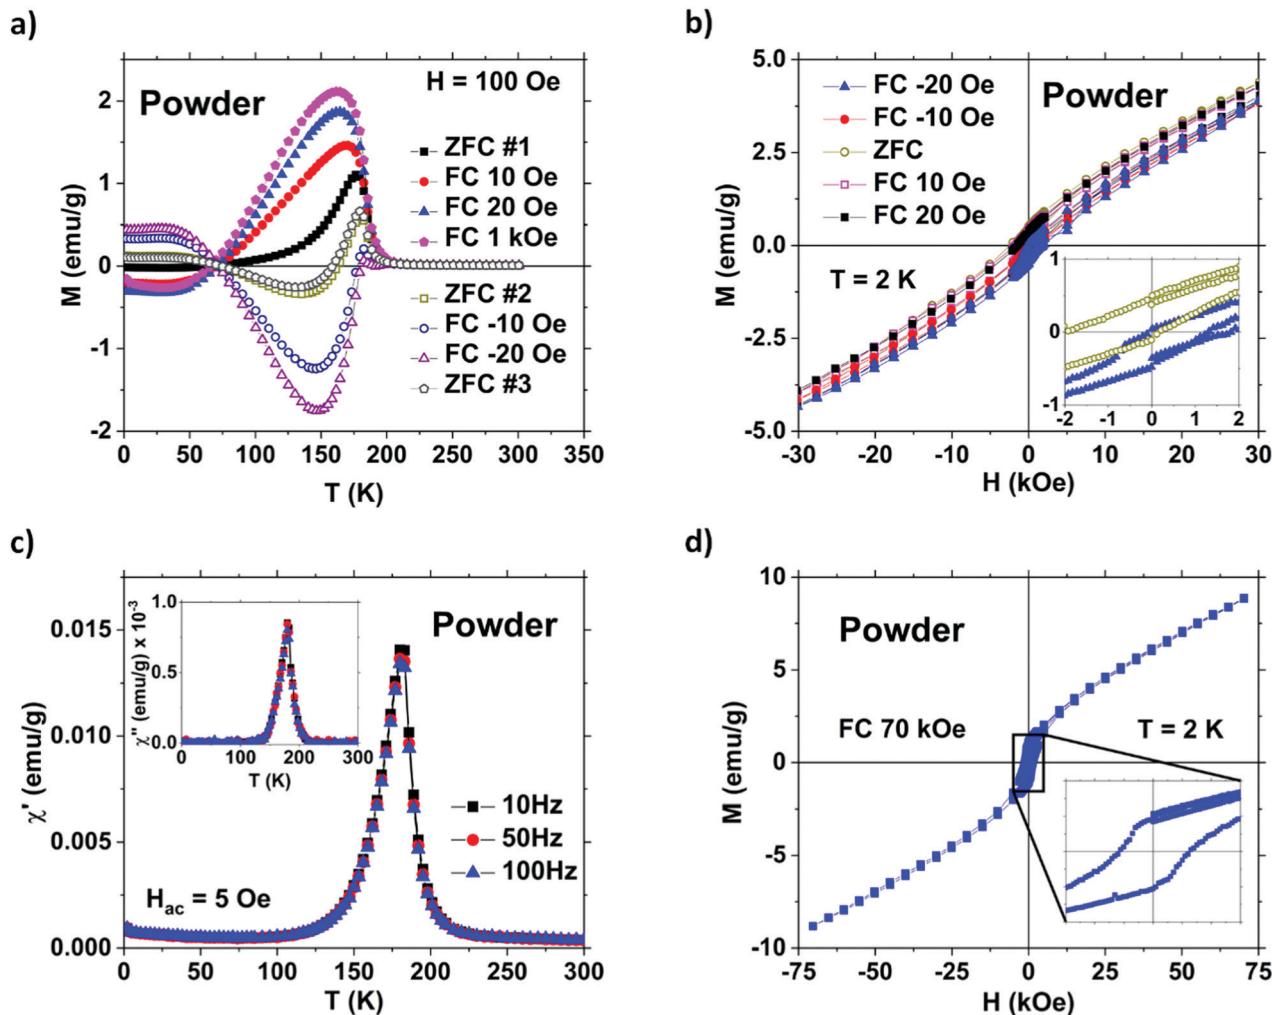 a)
Powder
H = 100 Oe
ZFC #1
FC 10 Oe
FC 20 Oe
FC 1 kOe
ZFC #2
FC -10 Oe
FC -20 Oe
ZFC #3
M (emu/g)
2
1
0
-1
-2
0 50 100 150 200 250 300 350
T (K)
b)
FC -20 Oe
FC -10 Oe
ZFC
FC 10 Oe
FC 20 Oe
Powder
T = 2 K
M (emu/g)
5.0
2.5
0.0
-2.5
-5.0
1
0
-1
-2 -1 0 1 2
-30 -20 -10 0 10 20 30
H (kOe)
c)
Powder
χ'' (emu/g) x 10-3
1.0
0.5
0.0
0 100 200 300
T (K)
10Hz
50Hz
100Hz
Hac = 5 Oe
χ' (emu/g)
0.015
0.010
0.005
0.000
0 50 100 150 200 250 300
T (K)
d)
Powder
FC 70 kOe
T = 2 K
M (emu/g)
10
5
0
-5
-10
-75 -50 -25 0 25 50 75
H (kOe)